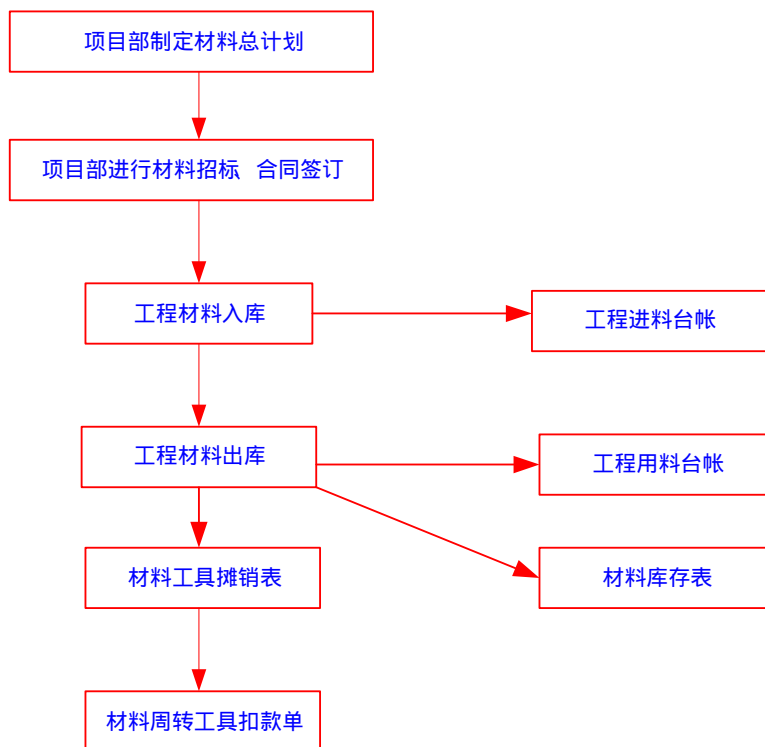 项目部制定材料总计划
项目部进行材料招标、合同签订
工程材料入库
工程进料台帐
工程材料出库
工程用料台帐
材料工具摊销表
材料库存表
材料周转工具扣款单